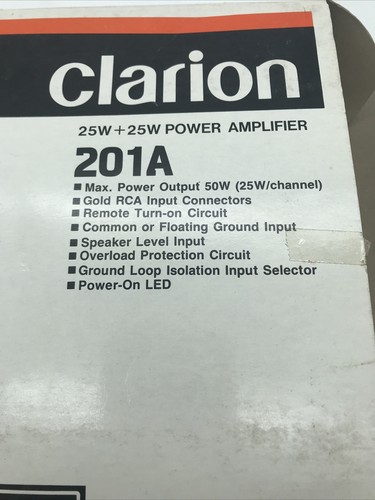 Clarion
25W+25W POWER AMPLIFIER
201A
■ Max. Power Output 50W (25W/channel)
■ Gold RCA Input Connectors
■ Remote Turn-on Circuit
■ Common or Floating Ground Input
■ Speaker Level Input
■ Overload Protection Circuit
■ Ground Loop Isolation Input Selector
■ Power-On LED